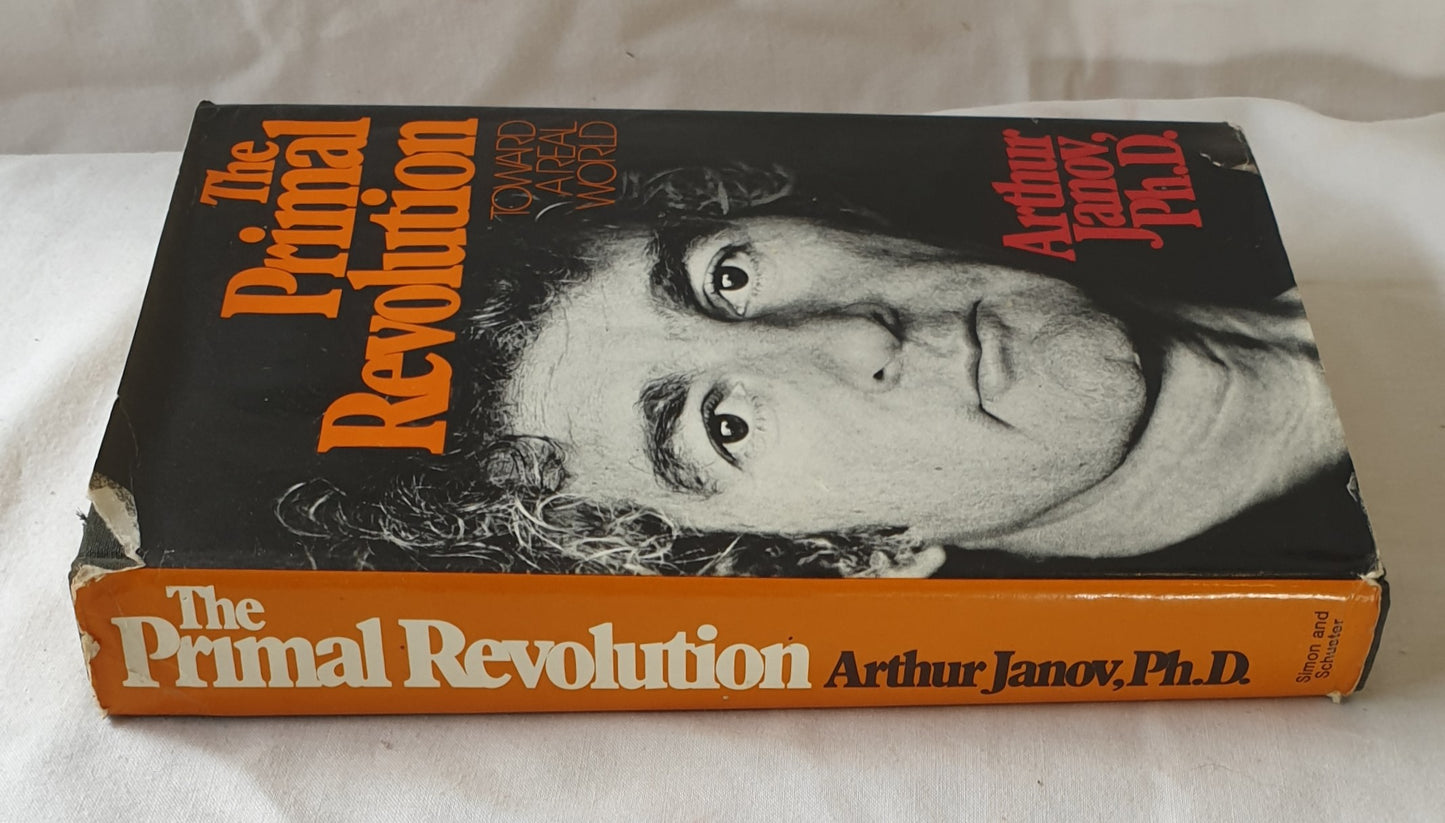 The
Primal
Revolution
TOWARD
A REAL
WORLD
Arthur
Janov,
Ph.D.
The
Primal Revolution
Arthur Janov, Ph.D.
Simon and
Schuster